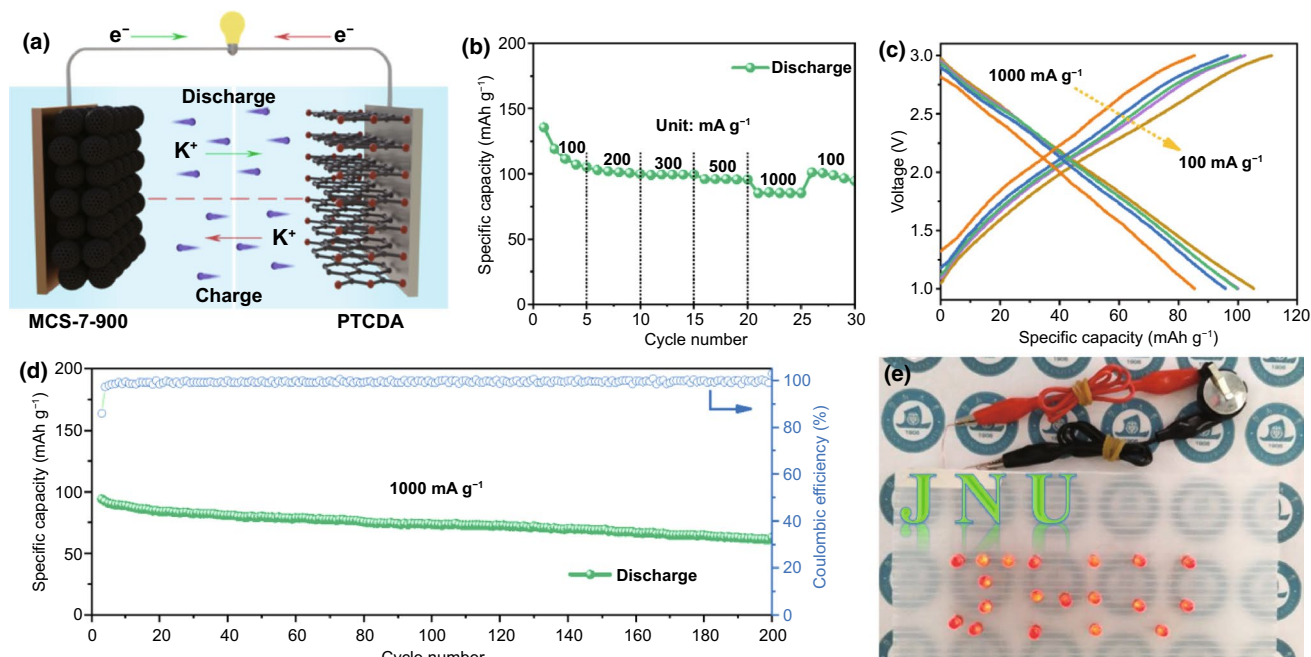 (a)
e⁻
e⁻
Discharge
K⁺
K⁺
Charge
MCS-7-900
PTCDA
(b)
200
150
100
50
0
Specific capacity (mAh g⁻¹)
Discharge
Unit: mA g⁻¹
100
200
300
500
1000
100
0
5
10
15
20
25
30
Cycle number
(c)
3.0
2.5
2.0
1.5
1.0
Voltage (V)
1000 mA g⁻¹
100 mA g⁻¹
0
20
40
60
80
100
120
Specific capacity (mAh g⁻¹)
(d)
200
150
100
50
0
Specific capacity (mAh g⁻¹)
1000 mA g⁻¹
Discharge
100
80
60
40
20
0
Coulombic efficiency (%)
0
20
40
60
80
100
120
140
160
180
200
Cycle number
(e)
1906
JNU